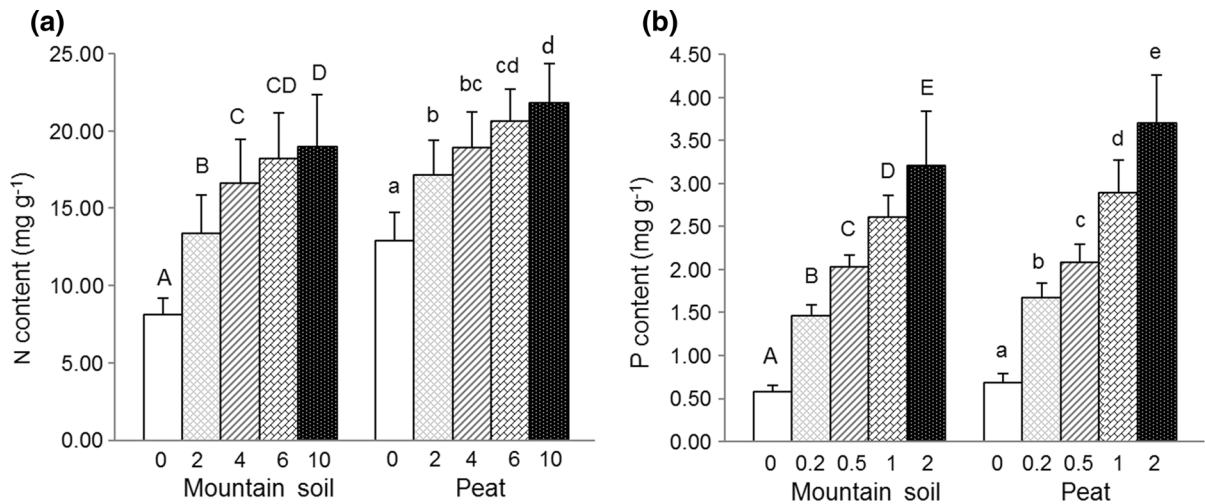 (a)
N content (mg g-1)
25.00
20.00
15.00
10.00
5.00
0.00
A B C CD D a b bc cd d
0 2 4 6 10 0 2 4 6 10
Mountain soil Peat
(b)
P content (mg g-1)
4.50
4.00
3.50
3.00
2.50
2.00
1.50
1.00
0.50
0.00
A B C D E a b c d e
0 0.2 0.5 1 2 0 0.2 0.5 1 2
Mountain soil Peat